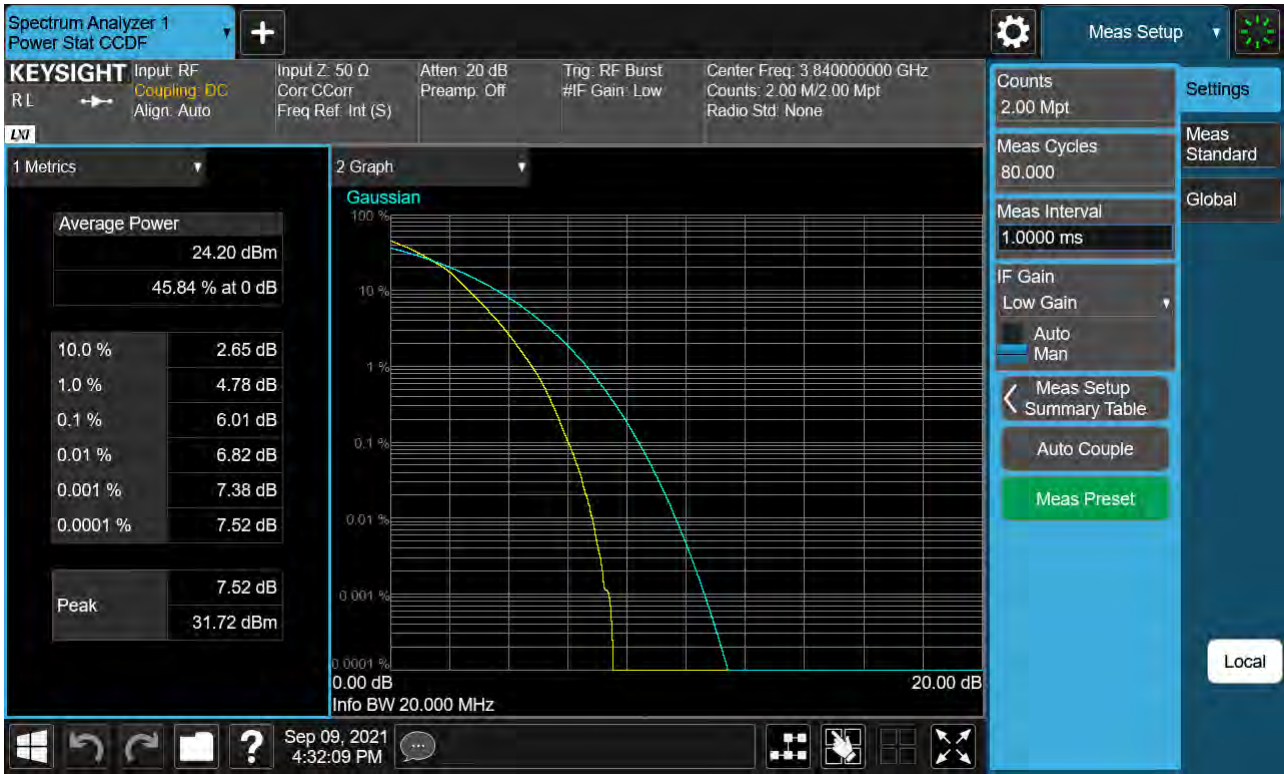 Spectrum Analyzer 1
Power Stat CCDF
+
Meas Setup
KEYSIGHT
RL
LXI
Input: RF
Coupling: DC
Align: Auto
Input Z: 50 Ω
Corr CCorr
Freq Ref: Int (S)
Atten: 20 dB
Preamp: Off
Trig: RF Burst
#IF Gain: Low
Center Freq: 3.840000000 GHz
Counts: 2.00 M/2.00 Mpt
Radio Std: None
1 Metrics
Average Power
24.20 dBm
45.84 % at 0 dB
10.0 % 2.65 dB
1.0 % 4.78 dB
0.1 % 6.01 dB
0.01 % 6.82 dB
0.001 % 7.38 dB
0.0001 % 7.52 dB
Peak
7.52 dB
31.72 dBm
2 Graph
Gaussian
100 %
10 %
1 %
0.1 %
0.01 %
0.001 %
0.0001 %
0.00 dB 20.00 dB
Info BW 20.000 MHz
Counts
2.00 Mpt
Meas Cycles
80.000
Meas Interval
1.0000 ms
IF Gain
Low Gain
Auto
Man
Meas Setup
Summary Table
Auto Couple
Meas Preset
Settings
Meas
Standard
Global
Local
?
Sep 09, 2021
4:32:09 PM